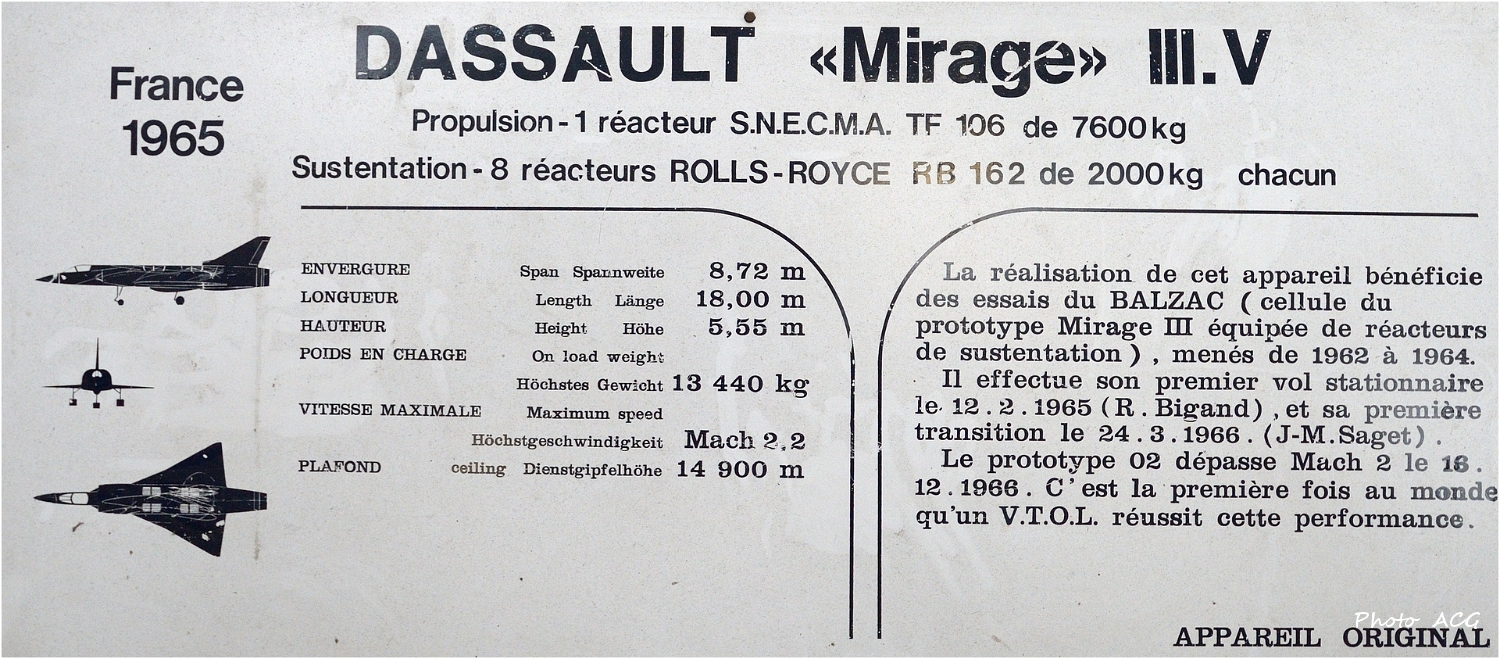 DASSAULT «Mirage» III.V
France
1965
Propulsion - 1 réacteur S.N.E.C.M.A. TF 106 de 7600 kg
Sustentation - 8 réacteurs ROLLS-ROYCE RB 162 de 2000 kg chacun
ENVERGURE Span Spannweite 8,72 m
LONGUEUR Length Länge 18,00 m
HAUTEUR Height Höhe 5,55 m
POIDS EN CHARGE On load weight
Höchstes Gewicht 13 440 kg
VITESSE MAXIMALE Maximum speed
Höchstgeschwindigkeit Mach 2,2
PLAFOND ceiling Dienstgipfelhöhe 14 900 m
La réalisation de cet appareil bénéficie
des essais du BALZAC ( cellule du
prototype Mirage III équipée de réacteurs
de sustentation ) , menés de 1962 à 1964.
Il effectue son premier vol stationnaire
le 12.2.1965 (R.Bigand) , et sa première
transition le 24.3.1966. (J-M.Saget) .
Le prototype 02 dépasse Mach 2 le 18.
12.1966. C'est la première fois au monde
qu'un V.T.O.L. réussit cette performance.
APPAREIL ORIGINAL
Photo ACG